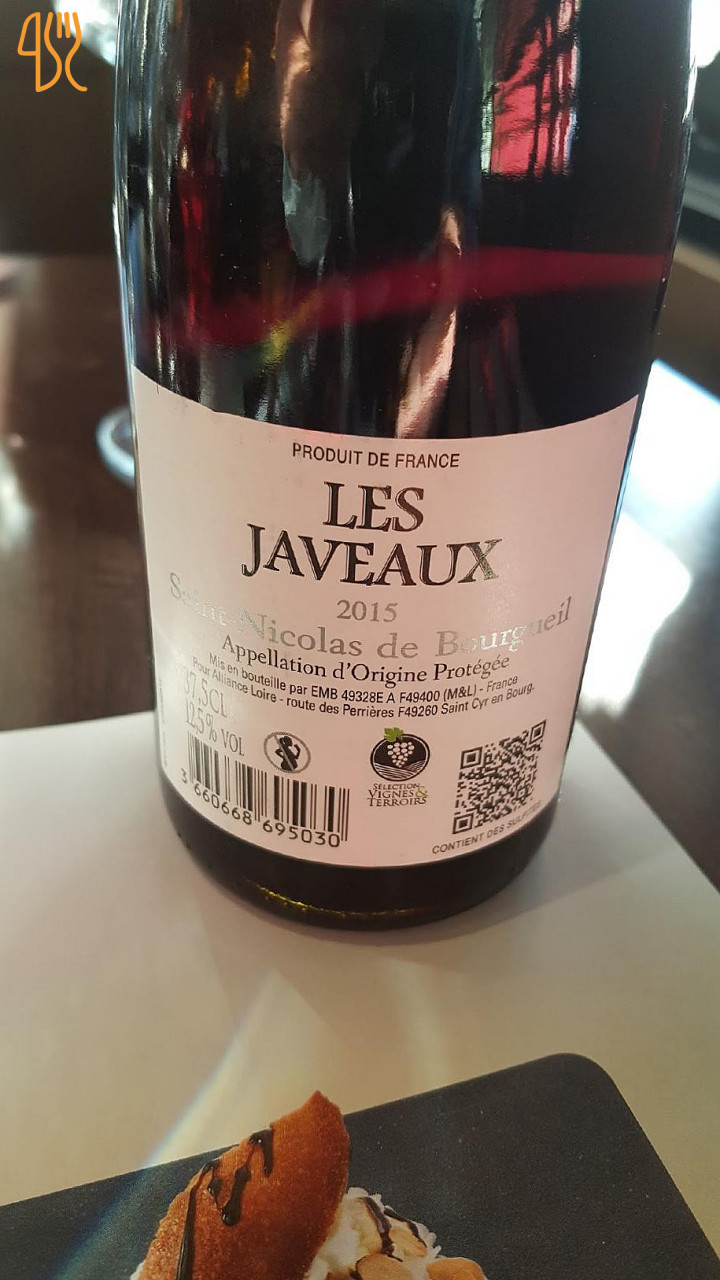 PRODUIT DE FRANCE
LES
JAVEAUX
2015
Saint-Nicolas de Bourgueil
Appellation d'Origine Protégée
Mis en bouteille par EMB 49328E A F49400 (M&L) - France
Pour Alliance Loire - route des Perrières F49260 Saint Cyr en Bourg.
37,5CL
12,5% VOL
SÉLECTION
VIGNES &
TERROIRS
3 660668 695030
CONTIENT DES SULFITES